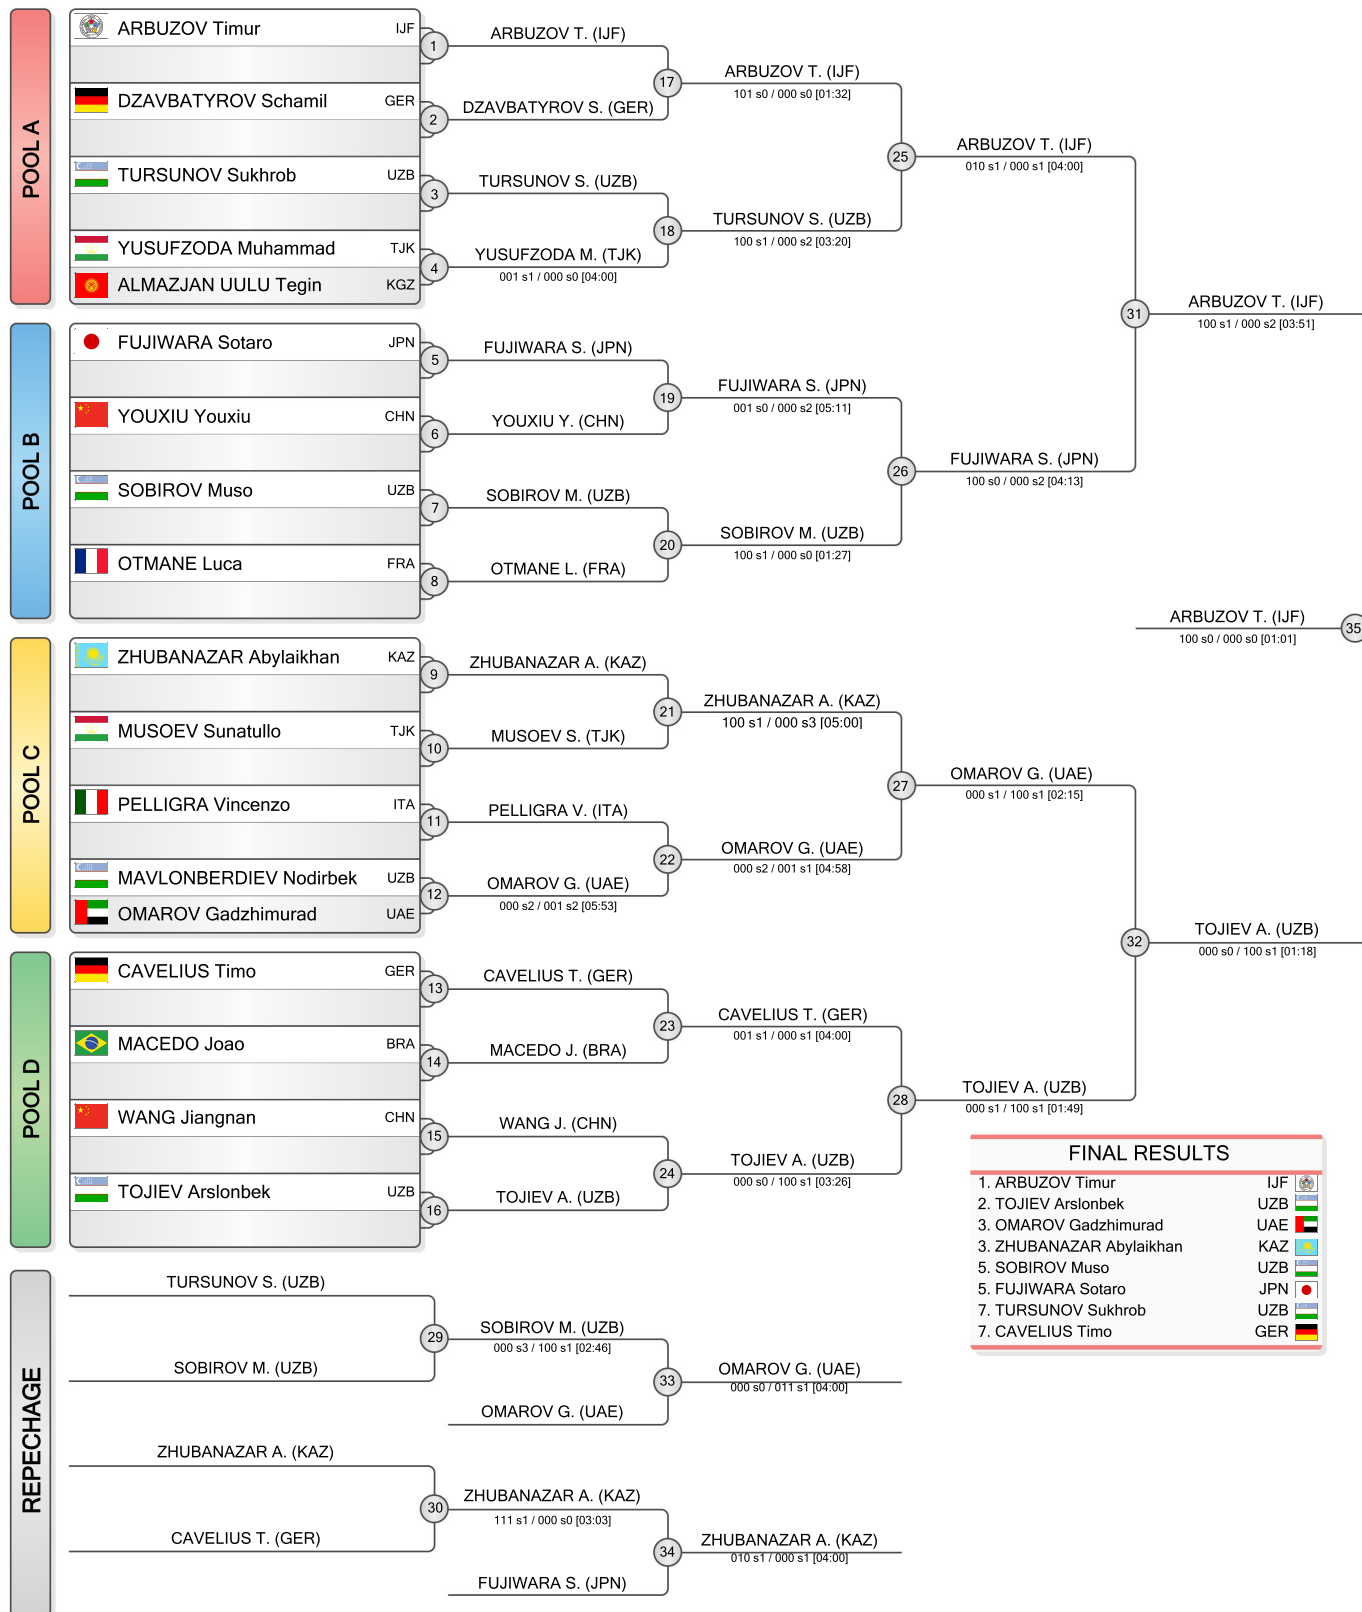 POOL A
ARBUZOV Timur IJF
DZAVBATYROV Schamil GER
TURSUNOV Sukhrob UZB
YUSUFZODA Muhammad TJK
ALMAZJAN UULU Tegin KGZ
1
2
3
4
ARBUZOV T. (IJF)
DZAVBATYROV S. (GER)
TURSUNOV S. (UZB)
YUSUFZODA M. (TJK)
001 s1 / 000 s0 [04:00]
17
18
ARBUZOV T. (IJF)
101 s0 / 000 s0 [01:32]
TURSUNOV S. (UZB)
100 s1 / 000 s2 [03:20]
25
ARBUZOV T. (IJF)
010 s1 / 000 s1 [04:00]
POOL B
FUJIWARA Sotaro JPN
YOUXIU Youxiu CHN
SOBIROV Muso UZB
OTMANE Luca FRA
5
6
7
8
FUJIWARA S. (JPN)
YOUXIU Y. (CHN)
SOBIROV M. (UZB)
OTMANE L. (FRA)
19
20
FUJIWARA S. (JPN)
001 s0 / 000 s2 [05:11]
SOBIROV M. (UZB)
100 s1 / 000 s0 [01:27]
26
FUJIWARA S. (JPN)
100 s0 / 000 s2 [04:13]
31
ARBUZOV T. (IJF)
100 s1 / 000 s2 [03:51]
ARBUZOV T. (IJF)
100 s0 / 000 s0 [01:01]
35
POOL C
ZHUBANAZAR Abylaikhan KAZ
MUSOEV Sunatullo TJK
PELLIGRA Vincenzo ITA
MAVLONBERDIEV Nodirbek UZB
OMAROV Gadzhimurad UAE
9
10
11
12
ZHUBANAZAR A. (KAZ)
MUSOEV S. (TJK)
PELLIGRA V. (ITA)
OMAROV G. (UAE)
000 s2 / 001 s2 [05:53]
21
22
ZHUBANAZAR A. (KAZ)
100 s1 / 000 s3 [05:00]
OMAROV G. (UAE)
000 s2 / 001 s1 [04:58]
27
OMAROV G. (UAE)
000 s1 / 100 s1 [02:15]
POOL D
CAVELIUS Timo GER
MACEDO Joao BRA
WANG Jiangnan CHN
TOJIEV Arslonbek UZB
13
14
15
16
CAVELIUS T. (GER)
MACEDO J. (BRA)
WANG J. (CHN)
TOJIEV A. (UZB)
23
24
CAVELIUS T. (GER)
001 s1 / 000 s1 [04:00]
TOJIEV A. (UZB)
000 s0 / 100 s1 [03:26]
28
TOJIEV A. (UZB)
000 s1 / 100 s1 [01:49]
32
TOJIEV A. (UZB)
000 s0 / 100 s1 [01:18]
FINAL RESULTS
1. ARBUZOV Timur IJF
2. TOJIEV Arslonbek UZB
3. OMAROV Gadzhimurad UAE
3. ZHUBANAZAR Abylaikhan KAZ
5. SOBIROV Muso UZB
5. FUJIWARA Sotaro JPN
7. TURSUNOV Sukhrob UZB
7. CAVELIUS Timo GER
REPECHAGE
TURSUNOV S. (UZB)
SOBIROV M. (UZB)
29
SOBIROV M. (UZB)
000 s3 / 100 s1 [02:46]
OMAROV G. (UAE)
33
OMAROV G. (UAE)
000 s0 / 011 s1 [04:00]
ZHUBANAZAR A. (KAZ)
CAVELIUS T. (GER)
30
ZHUBANAZAR A. (KAZ)
111 s1 / 000 s0 [03:03]
FUJIWARA S. (JPN)
34
ZHUBANAZAR A. (KAZ)
010 s1 / 000 s1 [04:00]